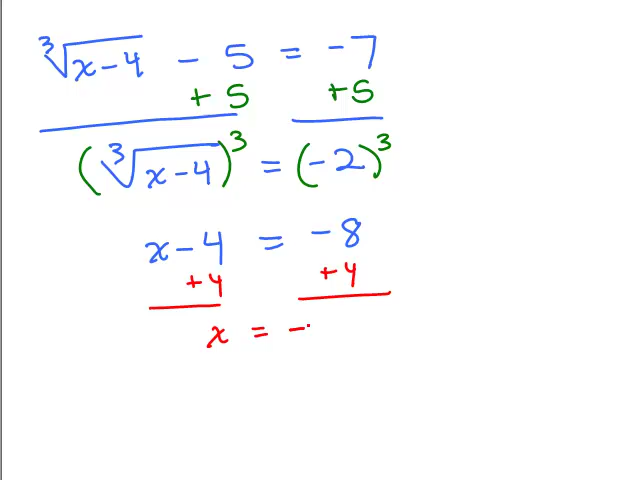 ∛(x-4) - 5 = -7
+ 5 +5
(∛(x-4))³ = (-2)³
x-4 = -8
+4 +4
x = -